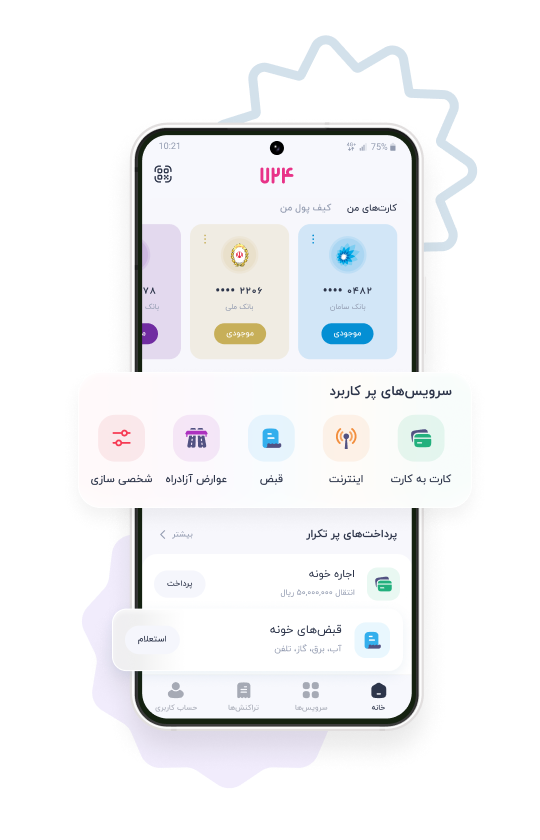 10:21
4G+
75%
۷۲۴
کارت‌های من
کیف پول من
•••• ۰۴۸۲
بانک سامان
موجودی
•••• ۲۲۰۶
بانک ملی
موجودی
۷۸
بانک
سرویس‌های پر کاربرد
کارت به کارت
اینترنت
قبض
عوارض آزادراه
شخصی سازی
پرداخت‌های پر تکرار
بیشتر
اجاره خونه
انتقال ۵۰,۰۰۰,۰۰۰ ریال
پرداخت
قبض‌های خونه
آب، برق، گاز، تلفن
استعلام
خانه
سرویس‌ها
تراکنش‌ها
حساب کاربری